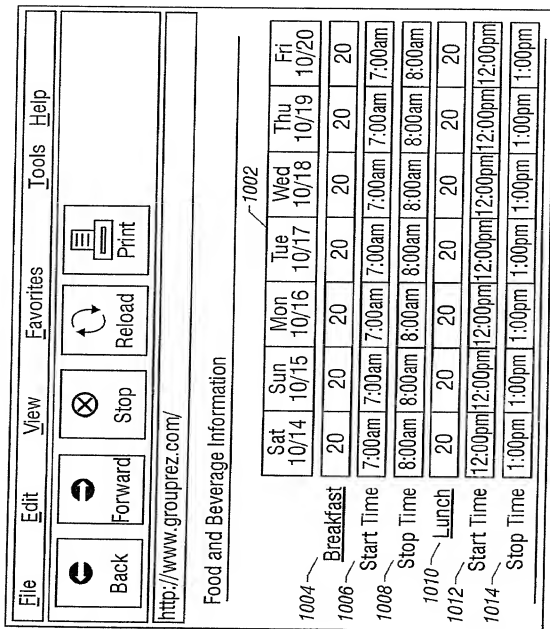 File Edit View Favorites Tools Help
Back Forward Stop Reload Print
http://www.grouprez.com/
Food and Beverage Information
1002
Sat Sun Mon Tue Wed Thu Fri
10/14 10/15 10/16 10/17 10/18 10/19 10/20
1004 Breakfast 20 20 20 20 20 20 20
1006 Start Time 7:00am 7:00am 7:00am 7:00am 7:00am 7:00am 7:00am
1008 Stop Time 8:00am 8:00am 8:00am 8:00am 8:00am 8:00am 8:00am
1010 Lunch 20 20 20 20 20 20 20
1012 Start Time 12:00pm 12:00pm 12:00pm 12:00pm 12:00pm 12:00pm 12:00pm
1014 Stop Time 1:00pm 1:00pm 1:00pm 1:00pm 1:00pm 1:00pm 1:00pm